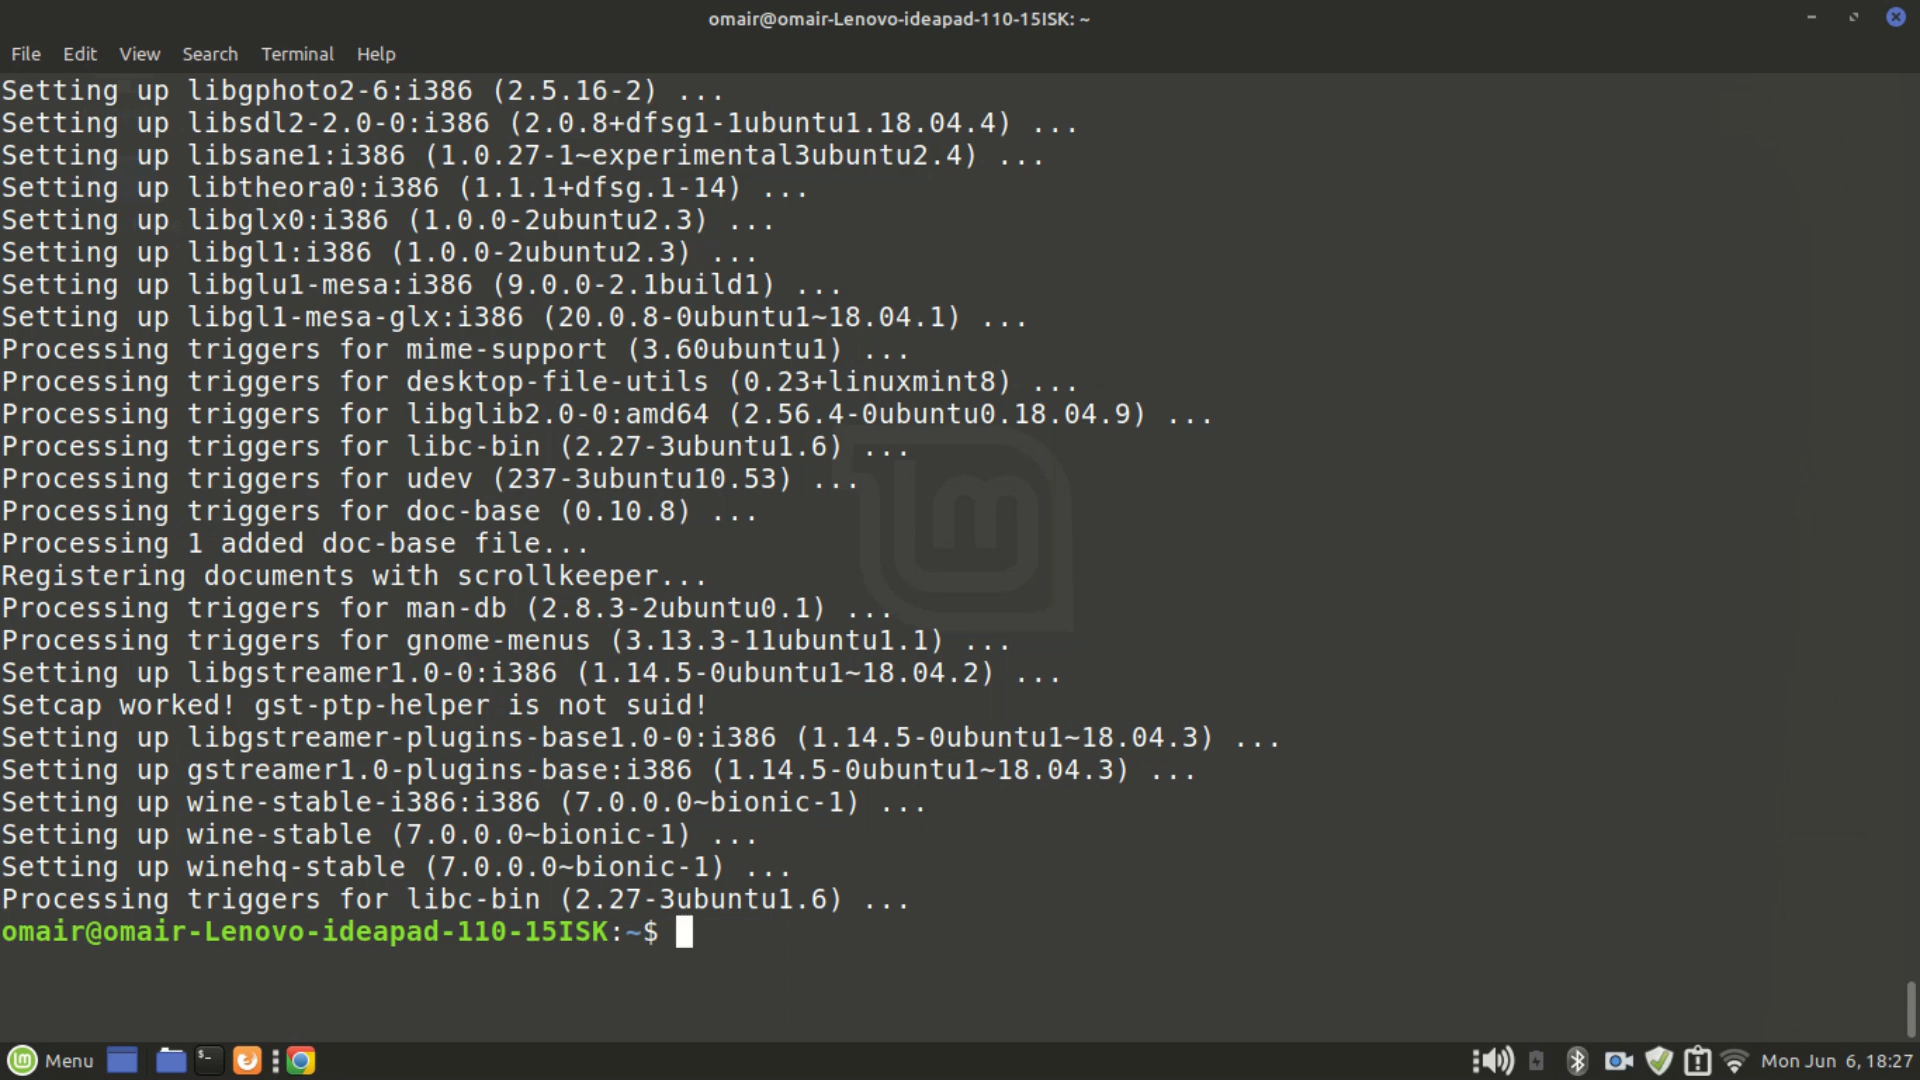 omair@omair-Lenovo-ideapad-110-15ISK: ~
File Edit View Search Terminal Help
Setting up libgphoto2-6:i386 (2.5.16-2) ...
Setting up libsdl2-2.0-0:i386 (2.0.8+dfsg1-1ubuntu1.18.04.4) ...
Setting up libsane1:i386 (1.0.27-1~experimental3ubuntu2.4) ...
Setting up libtheora0:i386 (1.1.1+dfsg.1-14) ...
Setting up libglx0:i386 (1.0.0-2ubuntu2.3) ...
Setting up libgl1:i386 (1.0.0-2ubuntu2.3) ...
Setting up libglu1-mesa:i386 (9.0.0-2.1build1) ...
Setting up libgl1-mesa-glx:i386 (20.0.8-0ubuntu1~18.04.1) ...
Processing triggers for mime-support (3.60ubuntu1) ...
Processing triggers for desktop-file-utils (0.23+linuxmint8) ...
Processing triggers for libglib2.0-0:amd64 (2.56.4-0ubuntu0.18.04.9) ...
Processing triggers for libc-bin (2.27-3ubuntu1.6) ...
Processing triggers for udev (237-3ubuntu10.53) ...
Processing triggers for doc-base (0.10.8) ...
Processing 1 added doc-base file...
Registering documents with scrollkeeper...
Processing triggers for man-db (2.8.3-2ubuntu0.1) ...
Processing triggers for gnome-menus (3.13.3-11ubuntu1.1) ...
Setting up libgstreamer1.0-0:i386 (1.14.5-0ubuntu1~18.04.2) ...
Setcap worked! gst-ptp-helper is not suid!
Setting up libgstreamer-plugins-base1.0-0:i386 (1.14.5-0ubuntu1~18.04.3) ...
Setting up gstreamer1.0-plugins-base:i386 (1.14.5-0ubuntu1~18.04.3) ...
Setting up wine-stable-i386:i386 (7.0.0.0~bionic-1) ...
Setting up wine-stable (7.0.0.0~bionic-1) ...
Setting up winehq-stable (7.0.0.0~bionic-1) ...
Processing triggers for libc-bin (2.27-3ubuntu1.6) ...
omair@omair-Lenovo-ideapad-110-15ISK:~$
Menu Mon Jun 6, 18:27